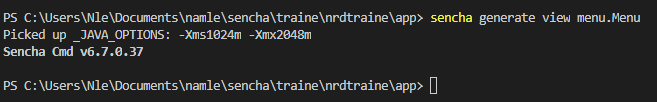 PS C:\Users\Nle\Documents\namle\sencha\traine\nrdtraine\app> sencha generate view menu.Menu
Picked up _JAVA_OPTIONS: -Xms1024m -Xmx2048m
Sencha Cmd v6.7.0.37
PS C:\Users\Nle\Documents\namle\sencha\traine\nrdtraine\app>